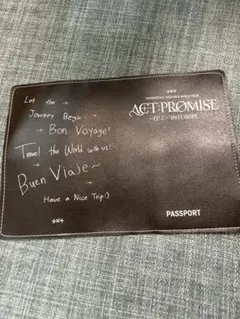 Let the
Journey Begin!
Bon Voyage!
Travel the World with us!
Buen Viaje~
Have a Nice Trip:)
ACT:PROMISE
PASSPORT